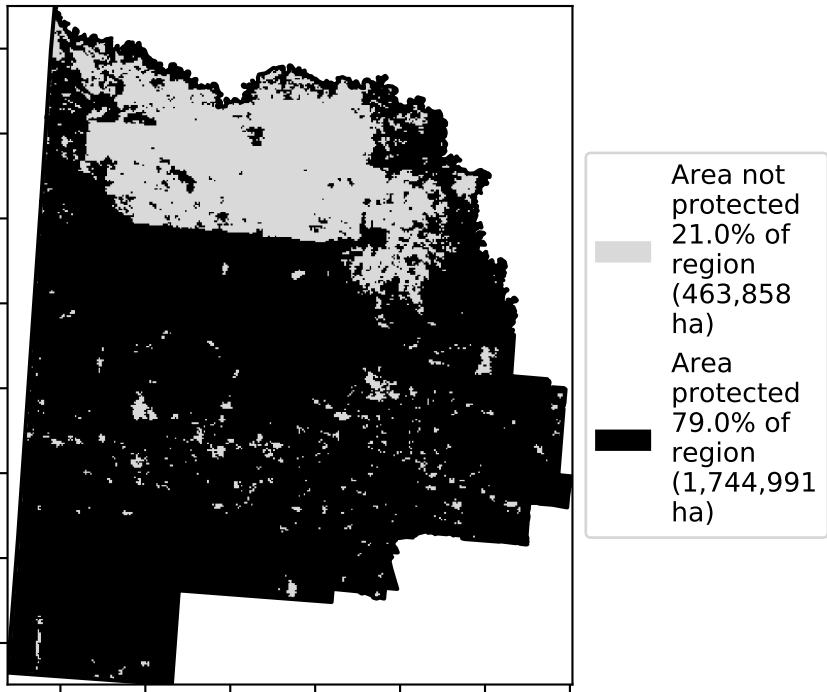 Area not
protected
21.0% of
region
(463,858
ha)
Area
protected
79.0% of
region
(1,744,991
ha)